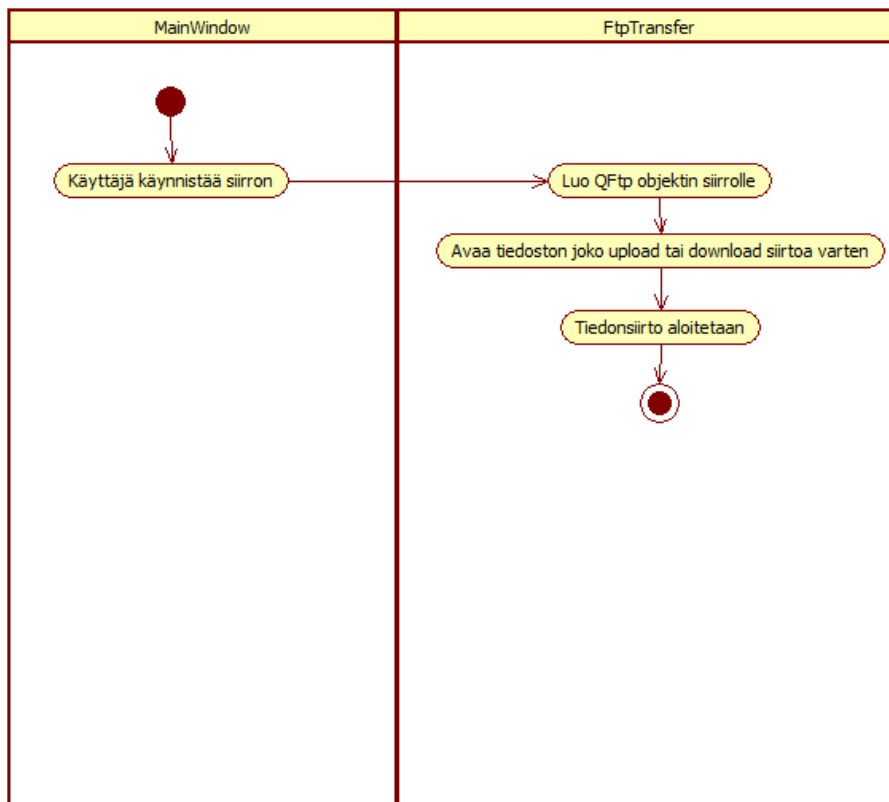 MainWindow
FtpTransfer
Käyttäjä käynnistää siirron
Luo QFtp objektin siirrolle
Avaa tiedoston joko upload tai download siirtoa varten
Tiedonsiirto aloitetaan